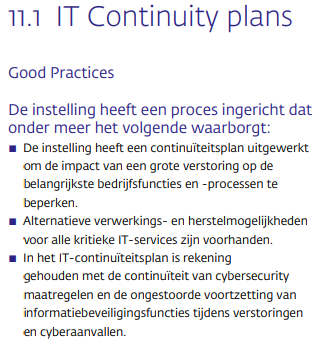 11.1 IT Continuity plans
Good Practices
De instelling heeft een proces ingericht dat
onder meer het volgende waarborgt:
■ De instelling heeft een continuïteitsplan uitgewerkt
om de impact van een grote verstoring op de
belangrijkste bedrijfsfuncties en -processen te
beperken.
■ Alternatieve verwerkings- en herstelmogelijkheden
voor alle kritieke IT-services zijn voorhanden.
■ In het IT-continuïteitsplan is rekening
gehouden met de continuïteit van cybersecurity
maatregelen en de ongestoorde voortzetting van
informatiebeveiligingsfuncties tijdens verstoringen
en cyberaanvallen.